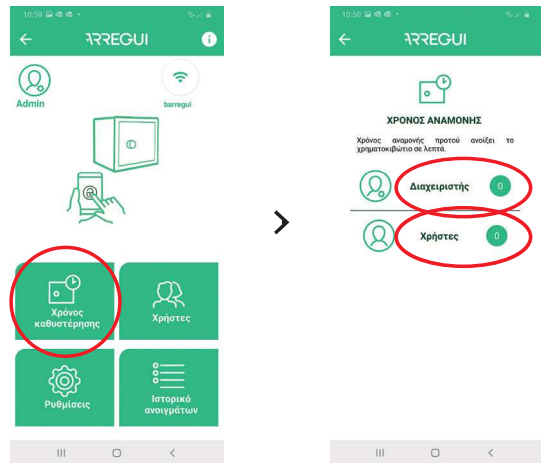 10:59
ARREGUI
Admin
barregui
Χρόνος
καθυστέρησης
Χρήστες
Ρυθμίσεις
Ιστορικό
ανοιγμάτων
10:50
ARREGUI
ΧΡΟΝΟΣ ΑΝΑΜΟΝΗΣ
Χρόνος αναμονής προτού ανοίξει το
χρηματοκιβώτιο σε λεπτά.
Διαχειριστής 0
Χρήστες 0